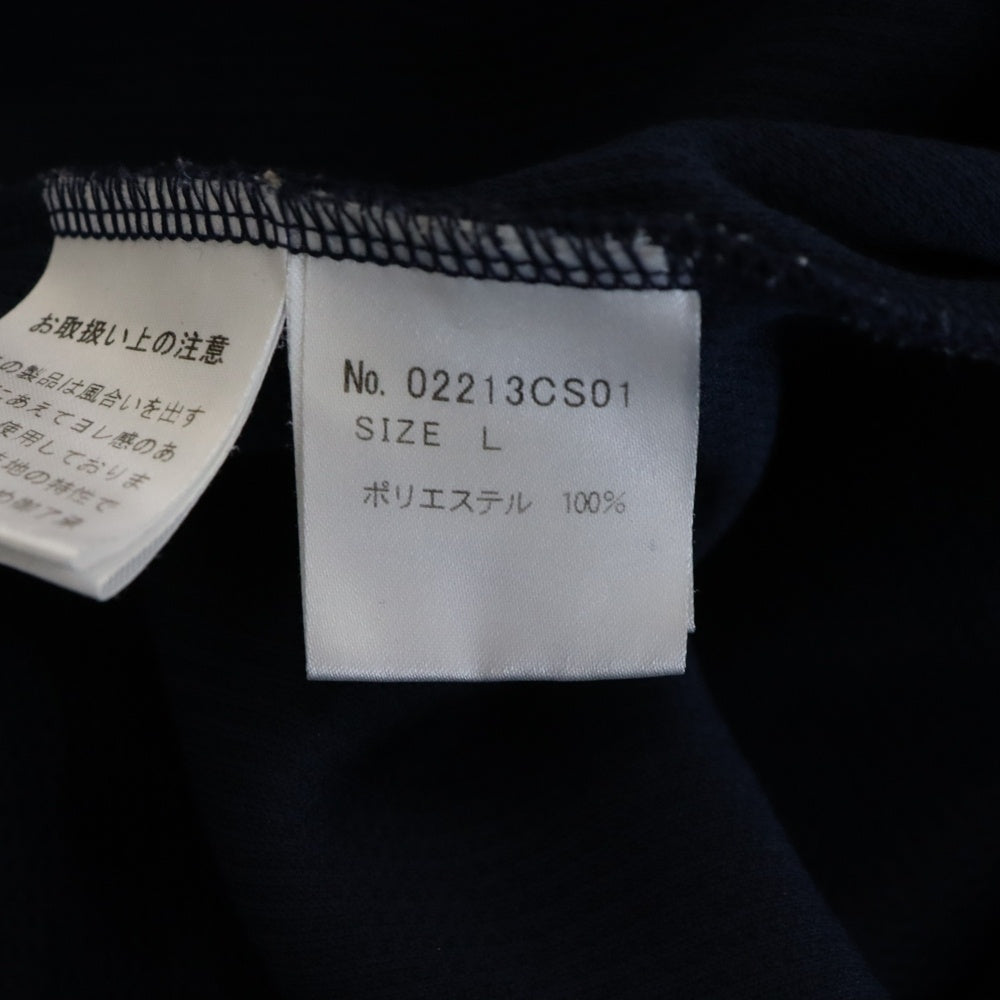 お取扱い上の注意
の製品は風合いを出す
にあえてヨレ感のあ
使用しておりま
地の特性で
No. 02213CS01
SIZE L
ポリエステル 100%